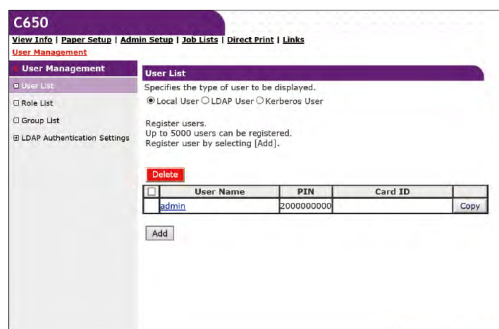 C650
View Info | Paper Setup | Admin Setup | Job Lists | Direct Print | Links
User Management
User Management
User List
Role List
Group List
LDAP Authentication Settings
User List
Specifies the type of user to be displayed.
Local User LDAP User Kerberos User
Register users.
Up to 5000 users can be registered.
Register user by selecting [Add].
Delete
User Name PIN Card ID
admin 2000000000 Copy
Add